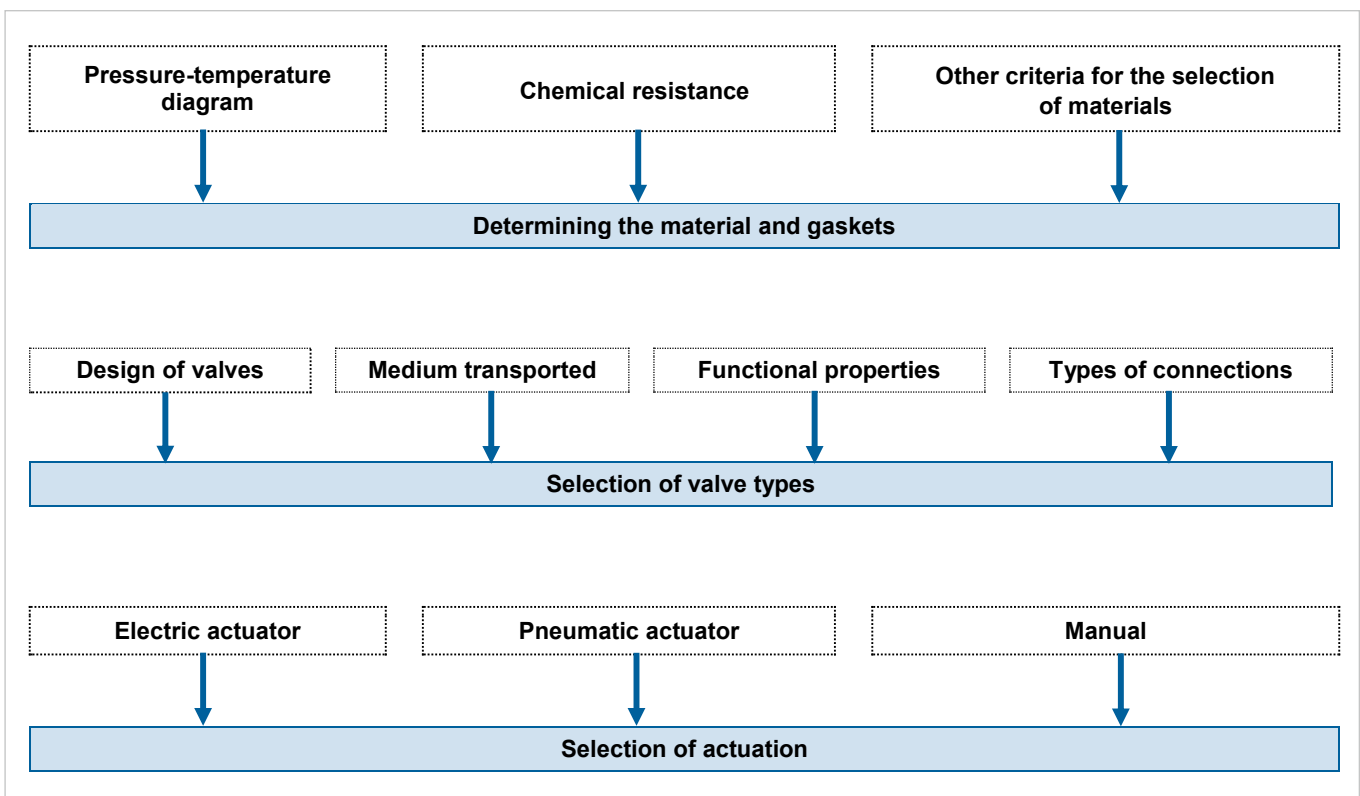 Pressure-temperature
diagram
Chemical resistance
Other criteria for the selection
of materials
Determining the material and gaskets
Design of valves
Medium transported
Functional properties
Types of connections
Selection of valve types
Electric actuator
Pneumatic actuator
Manual
Selection of actuation